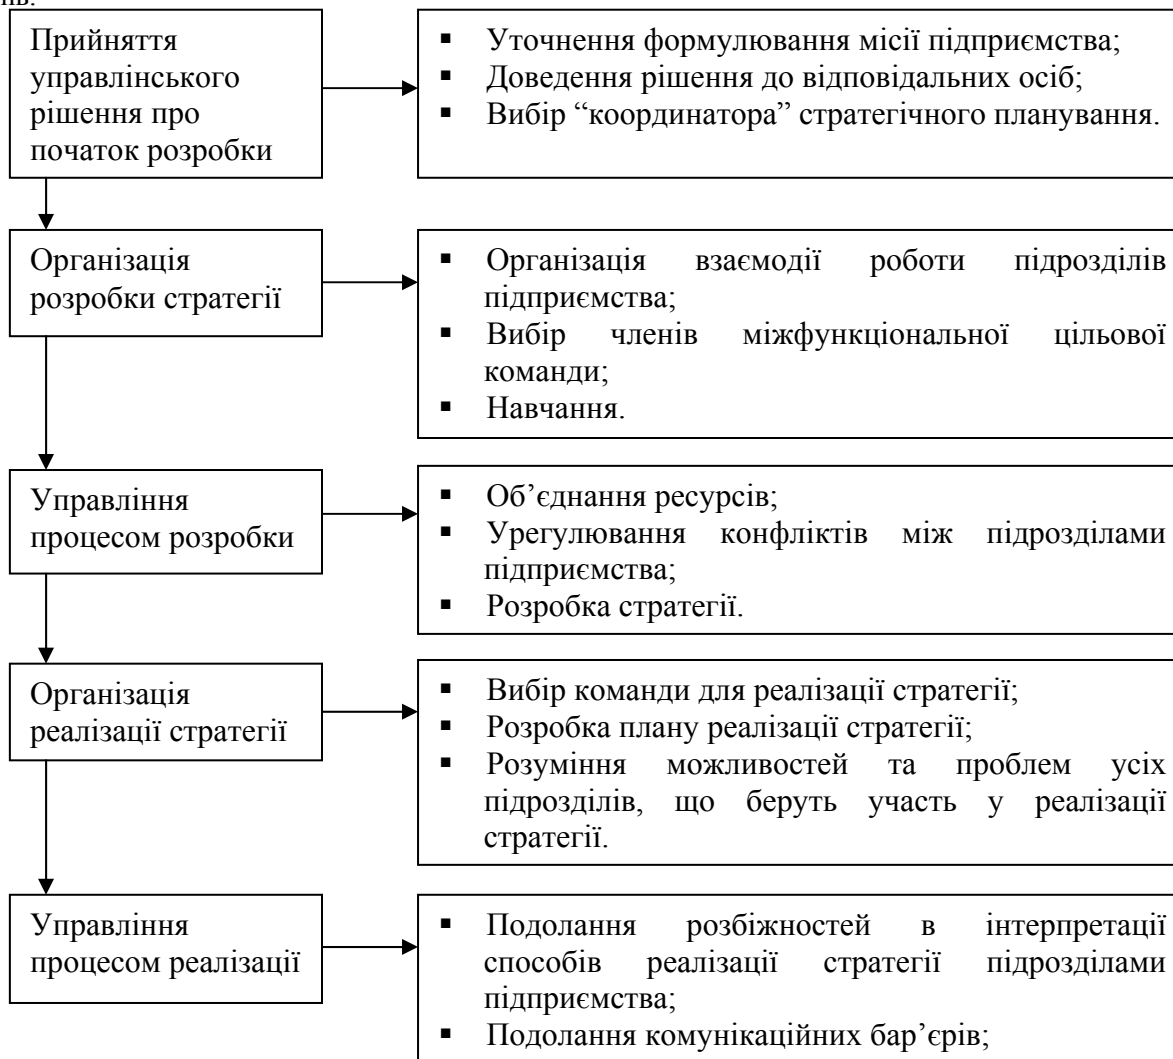 Прийняття
управлінського
рішення про
початок розробки
▪ Уточнення формулювання місії підприємства;
▪ Доведення рішення до відповідальних осіб;
▪ Вибір “координатора” стратегічного планування.
Організація
розробки стратегії
▪ Організація взаємодії роботи підрозділів
підприємства;
▪ Вибір членів міжфункціональної цільової
команди;
▪ Навчання.
Управління
процесом розробки
▪ Об’єднання ресурсів;
▪ Урегулювання конфліктів між підрозділами
підприємства;
▪ Розробка стратегії.
Організація
реалізації стратегії
▪ Вибір команди для реалізації стратегії;
▪ Розробка плану реалізації стратегії;
▪ Розуміння можливостей та проблем усіх
підрозділів, що беруть участь у реалізації
стратегії.
Управління
процесом реалізації
▪ Подолання розбіжностей в інтерпретації
способів реалізації стратегії підрозділами
підприємства;
▪ Подолання комунікаційних бар’єрів;